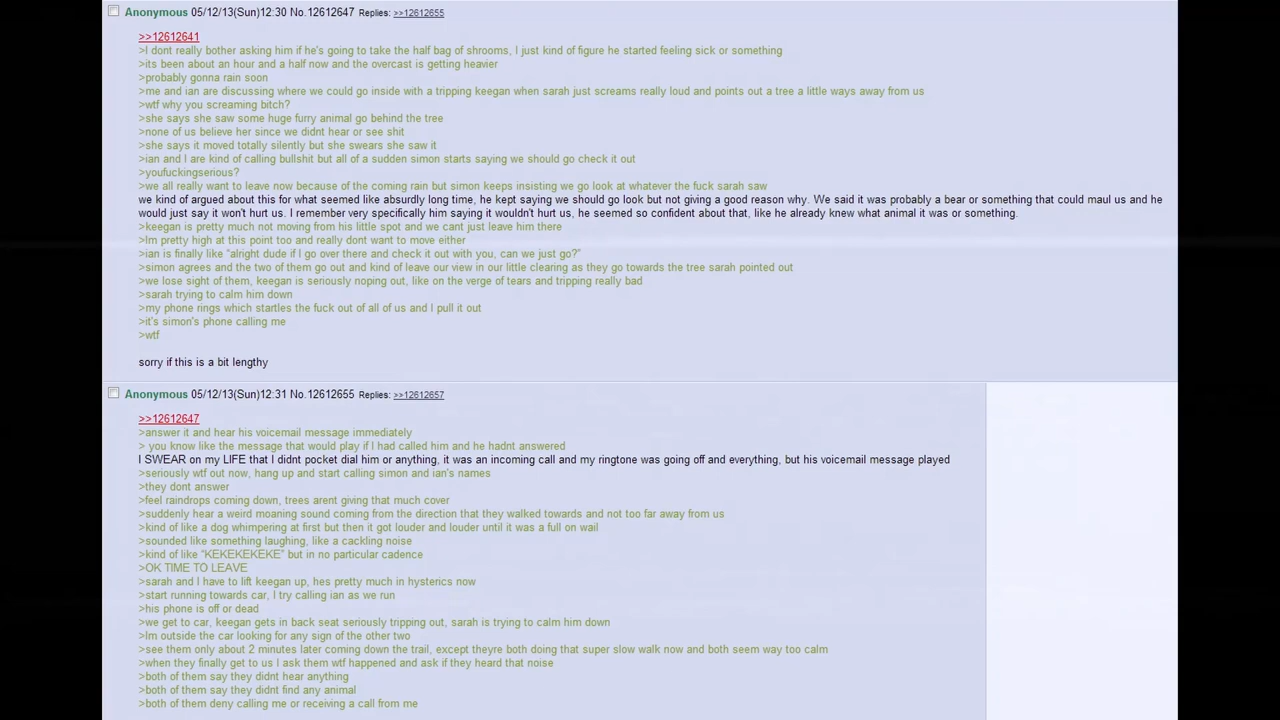 Anonymous 05/12/13(Sun)12:30 No.12612647 Replies: >>12612655
>>12612641
>I dont really bother asking him if he's going to take the half bag of shrooms, I just kind of figure he started feeling sick or something
>its been about an hour and a half now and the overcast is getting heavier
>probably gonna rain soon
>me and ian are discussing where we could go inside with a tripping keegan when sarah just screams really loud and points out a tree a little ways away from us
>wtf why you screaming bitch?
>she says she saw some huge furry animal go behind the tree
>none of us believe her since we didnt hear or see shit
>she says it moved totally silently but she swears she saw it
>ian and I are kind of calling bullshit but all of a sudden simon starts saying we should go check it out
>youfuckingserious?
>we all really want to leave now because of the coming rain but simon keeps insisting we go look at whatever the fuck sarah saw
we kind of argued about this for what seemed like absurdly long time, he kept saying we should go look but not giving a good reason why. We said it was probably a bear or something that could maul us and he
would just say it won't hurt us. I remember very specifically him saying it wouldn't hurt us, he seemed so confident about that, like he already knew what animal it was or something.
>keegan is pretty much not moving from his little spot and we cant just leave him there
>Im pretty high at this point too and really dont want to move either
>ian is finally like "alright dude if I go over there and check it out with you, can we just go?"
>simon agrees and the two of them go out and kind of leave our view in our little clearing as they go towards the tree sarah pointed out
>we lose sight of them, keegan is seriously noping out, like on the verge of tears and tripping really bad
>sarah trying to calm him down
>my phone rings which startles the fuck out of all of us and I pull it out
>it's simon's phone calling me
>wtf
sorry if this is a bit lengthy
Anonymous 05/12/13(Sun)12:31 No.12612655 Replies: >>12612657
>>12612647
>answer it and hear his voicemail message immediately
> you know like the message that would play if I had called him and he hadnt answered
I SWEAR on my LIFE that I didnt pocket dial him or anything, it was an incoming call and my ringtone was going off and everything, but his voicemail message played
>seriously wtf out now, hang up and start calling simon and ian's names
>they dont answer
>feel raindrops coming down, trees arent giving that much cover
>suddenly hear a weird moaning sound coming from the direction that they walked towards and not too far away from us
>kind of like a dog whimpering at first but then it got louder and louder until it was a full on wail
>sounded like something laughing, like a cackling noise
>kind of like "KEKEKEKEKE" but in no particular cadence
>OK TIME TO LEAVE
>sarah and I have to lift keegan up, hes pretty much in hysterics now
>start running towards car, I try calling ian as we run
>his phone is off or dead
>we get to car, keegan gets in back seat seriously tripping out, sarah is trying to calm him down
>Im outside the car looking for any sign of the other two
>see them only about 2 minutes later coming down the trail, except theyre both doing that super slow walk now and both seem way too calm
>when they finally get to us I ask them wtf happened and ask if they heard that noise
>both of them say they didnt hear anything
>both of them say they didnt find any animal
>both of them deny calling me or receiving a call from me